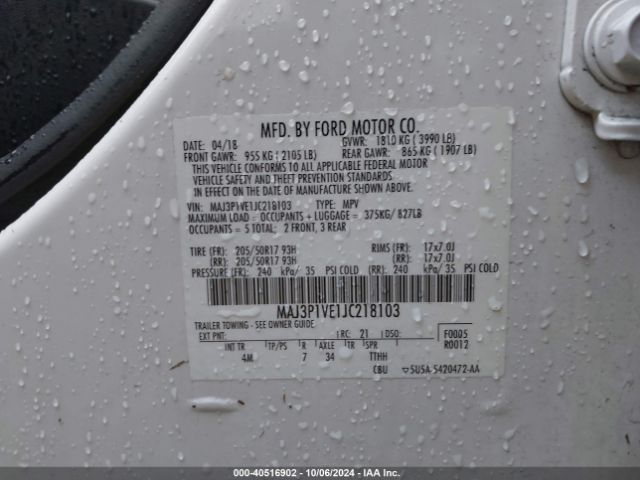 MFD. BY FORD MOTOR CO.
DATE: 04/18 GVWR: 1810 KG ( 3990 LB)
FRONT GAWR: 955 KG ( 2105 LB) REAR GAWR: 865 KG ( 1907 LB)
THIS VEHICLE CONFORMS TO ALL APPLICABLE FEDERAL MOTOR
VEHICLE SAFETY AND THEFT PREVENTION STANDARDS
IN EFFECT ON THE DATE OF MANUFACTURE SHOWN ABOVE.
VIN: MAJ3P1VE1JC218103 TYPE: MPV
MAXIMUM LOAD = OCCUPANTS + LUGGAGE = 375KG/ 827LB
OCCUPANTS = 5 TOTAL: 2 FRONT, 3 REAR
TIRE (FR): 205/50R17 93H RIMS (FR): 17x7.0J
(RR): 205/50R17 93H (RR): 17x7.0J
PRESSURE (FR): 240 kPa/ 35 PSI COLD (RR): 240 kPa/ 35 PSI COLD
MAJ3P1VE1JC218103
TRAILER TOWING - SEE OWNER GUIDE
EXT PNT: RC: 21 DSO: F0005
R0012
INT TR TP/PS R AXLE TR SPR
4M 7 34 TTHH
CBU 5U5A-5420472-AA
000-40516902 - 10/06/2024 - IAA Inc.